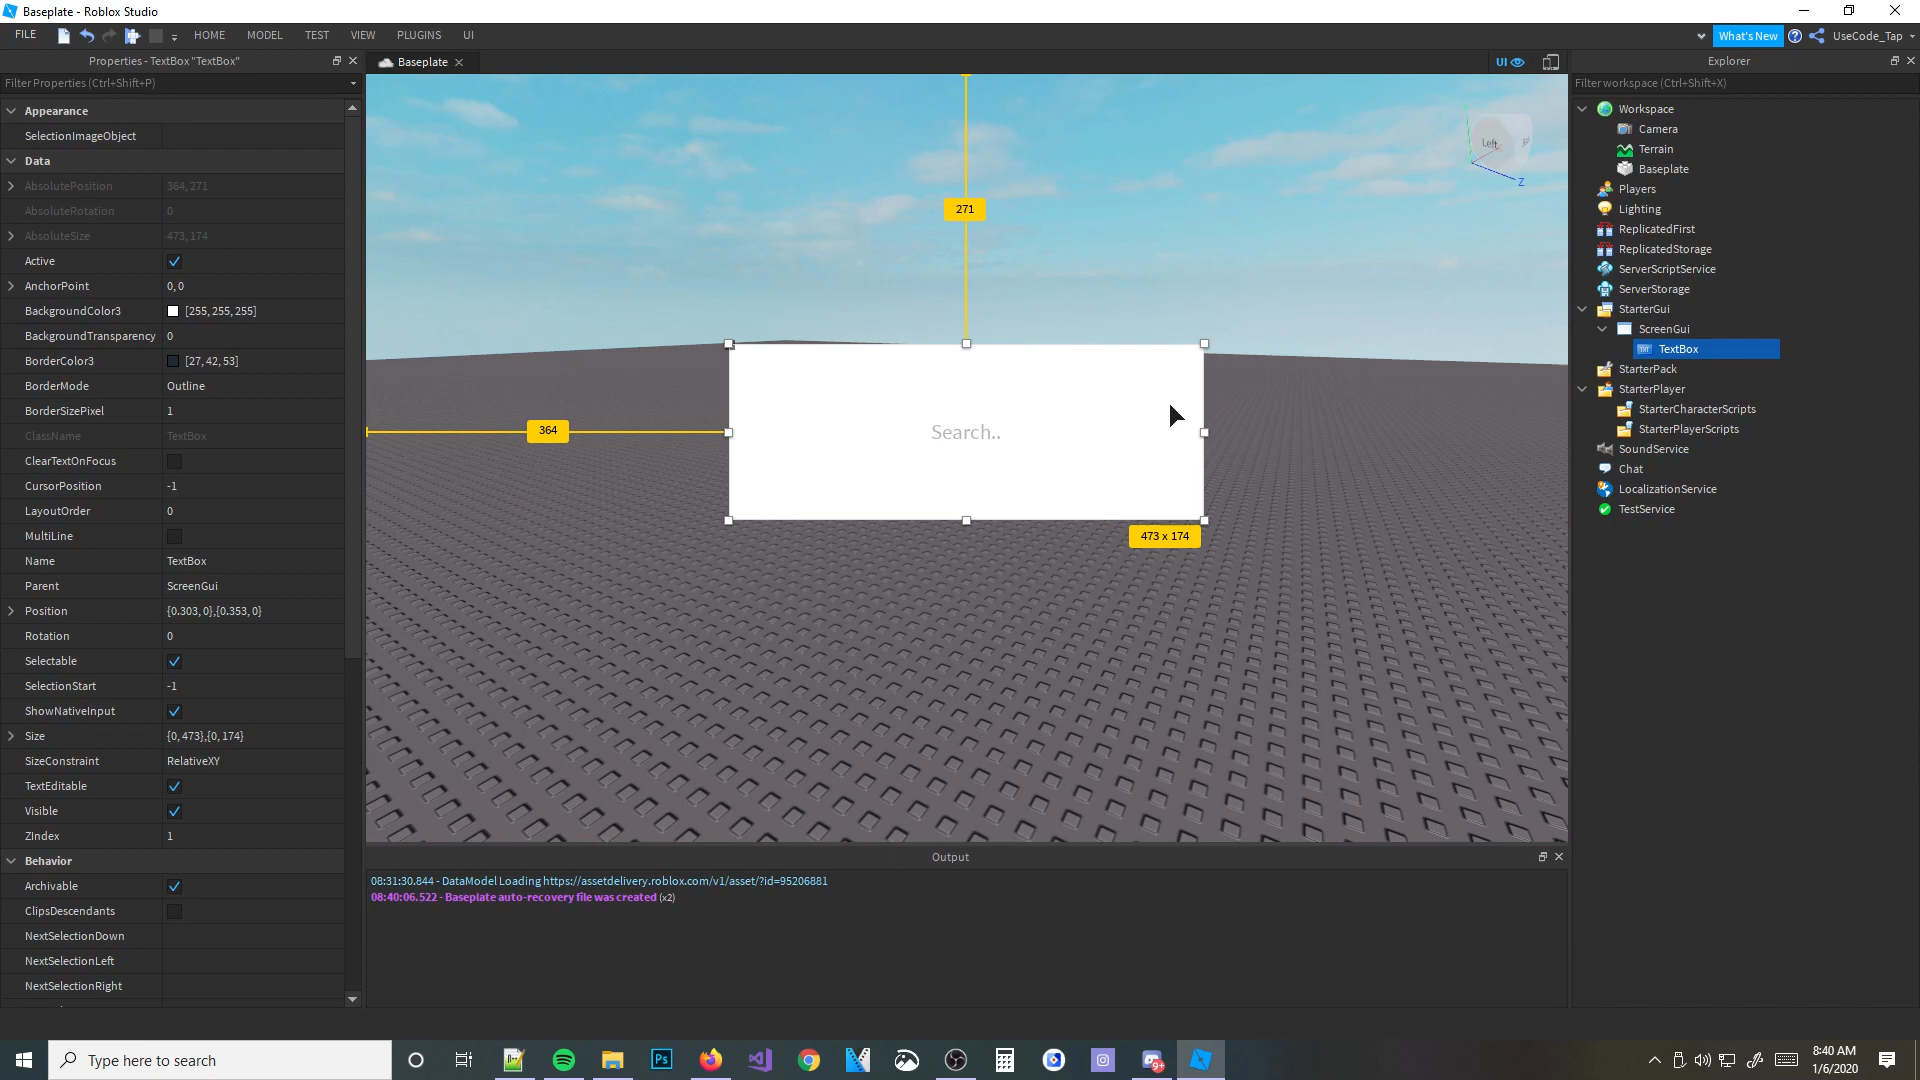 Baseplate - Roblox Studio
FILE
HOME
MODEL
TEST
VIEW
PLUGINS
UI
What's New
UseCode_Tap
Properties - TextBox "TextBox"
Filter Properties (Ctrl+Shift+P)
Appearance
SelectionImageObject
Data
AbsolutePosition 364, 271
AbsoluteRotation 0
AbsoluteSize 473, 174
Active
AnchorPoint 0, 0
BackgroundColor3 [255, 255, 255]
BackgroundTransparency 0
BorderColor3 [27, 42, 53]
BorderMode Outline
BorderSizePixel 1
ClassName TextBox
ClearTextOnFocus
CursorPosition -1
LayoutOrder 0
MultiLine
Name TextBox
Parent ScreenGui
Position {0.303, 0},{0.353, 0}
Rotation 0
Selectable
SelectionStart -1
ShowNativeInput
Size {0, 473},{0, 174}
SizeConstraint RelativeXY
TextEditable
Visible
ZIndex 1
Behavior
Archivable
ClipsDescendants
NextSelectionDown
NextSelectionLeft
NextSelectionRight
Baseplate
UI
Left
Z
271
364
Search..
473 x 174
Output
08:31:30.844 - DataModel Loading https://assetdelivery.roblox.com/v1/asset/?id=95206881
08:40:06.522 - Baseplate auto-recovery file was created (x2)
Explorer
Filter workspace (Ctrl+Shift+X)
Workspace
Camera
Terrain
Baseplate
Players
Lighting
ReplicatedFirst
ReplicatedStorage
ServerScriptService
ServerStorage
StarterGui
ScreenGui
TextBox
StarterPack
StarterPlayer
StarterCharacterScripts
StarterPlayerScripts
SoundService
Chat
LocalizationService
TestService
Type here to search
Ps
9+
8:40 AM
1/6/2020